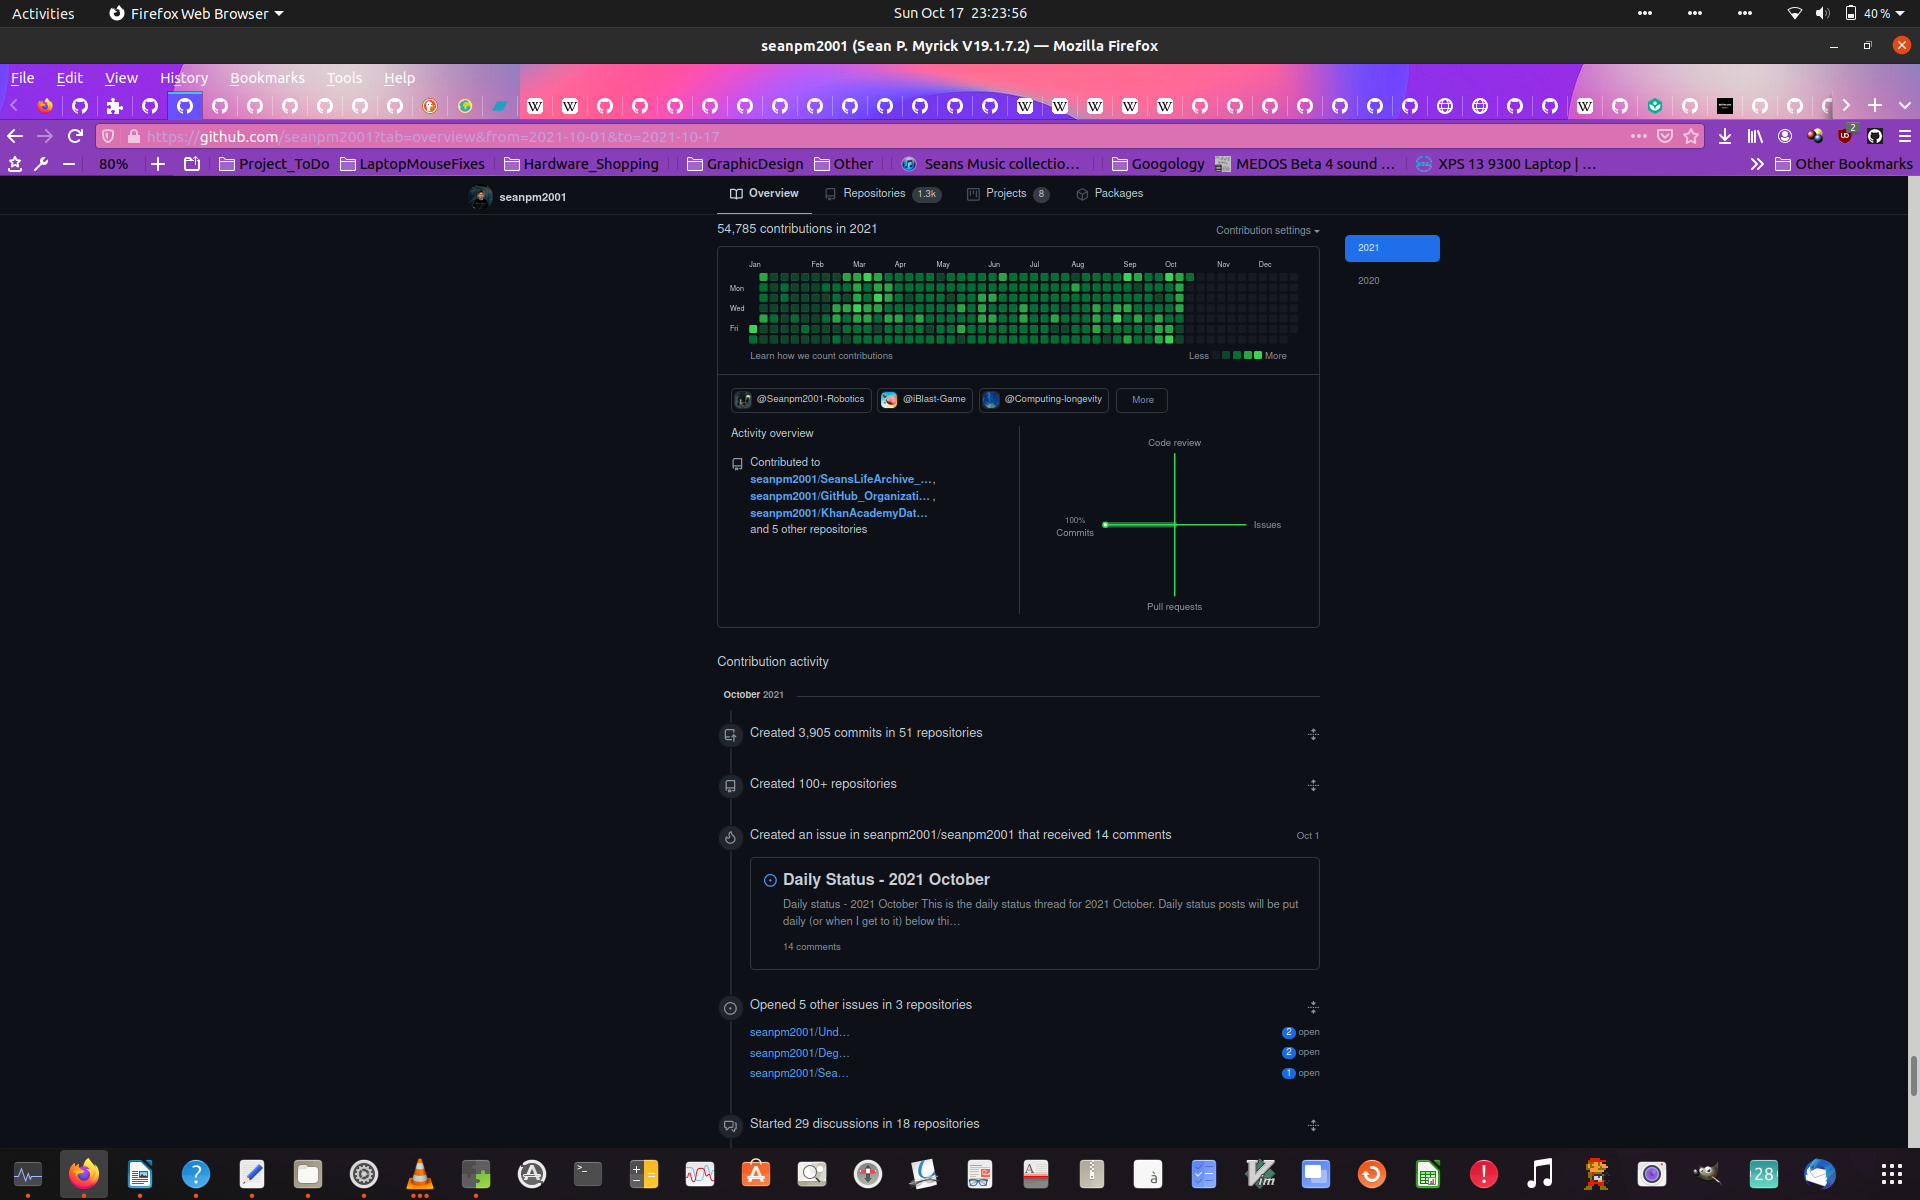 Activities
Firefox Web Browser
Sun Oct 17 23:23:56
40 %
seanpm2001 (Sean P. Myrick V19.1.7.2) — Mozilla Firefox
File Edit View History Bookmarks Tools Help
https://github.com/seanpm2001?tab=overview&from=2021-10-01&to=2021-10-17
2
80%
Project_ToDo
LaptopMouseFixes
Hardware_Shopping
GraphicDesign
Other
Seans Music collectio…
Googology
MEDOS Beta 4 sound …
XPS 13 9300 Laptop | …
Other Bookmarks
seanpm2001
Overview
Repositories 1.3k
Projects 8
Packages
54,785 contributions in 2021
Contribution settings
2021
2020
Jan Feb Mar Apr May Jun Jul Aug Sep Oct Nov Dec
Mon
Wed
Fri
Learn how we count contributions
Less
More
@Seanpm2001-Robotics
@iBlast-Game
@Computing-longevity
More
Activity overview
Contributed to
seanpm2001/SeansLifeArchive_…,
seanpm2001/GitHub_Organizati… ,
seanpm2001/KhanAcademyDat…
and 5 other repositories
Code review
100%
Commits
Issues
Pull requests
Contribution activity
October 2021
Created 3,905 commits in 51 repositories
Created 100+ repositories
Created an issue in seanpm2001/seanpm2001 that received 14 comments
Oct 1
Daily Status - 2021 October
Daily status - 2021 October This is the daily status thread for 2021 October. Daily status posts will be put
daily (or when I get to it) below thi…
14 comments
Opened 5 other issues in 3 repositories
seanpm2001/Und…
2 open
seanpm2001/Deg…
2 open
seanpm2001/Sea…
1 open
Started 29 discussions in 18 repositories
28